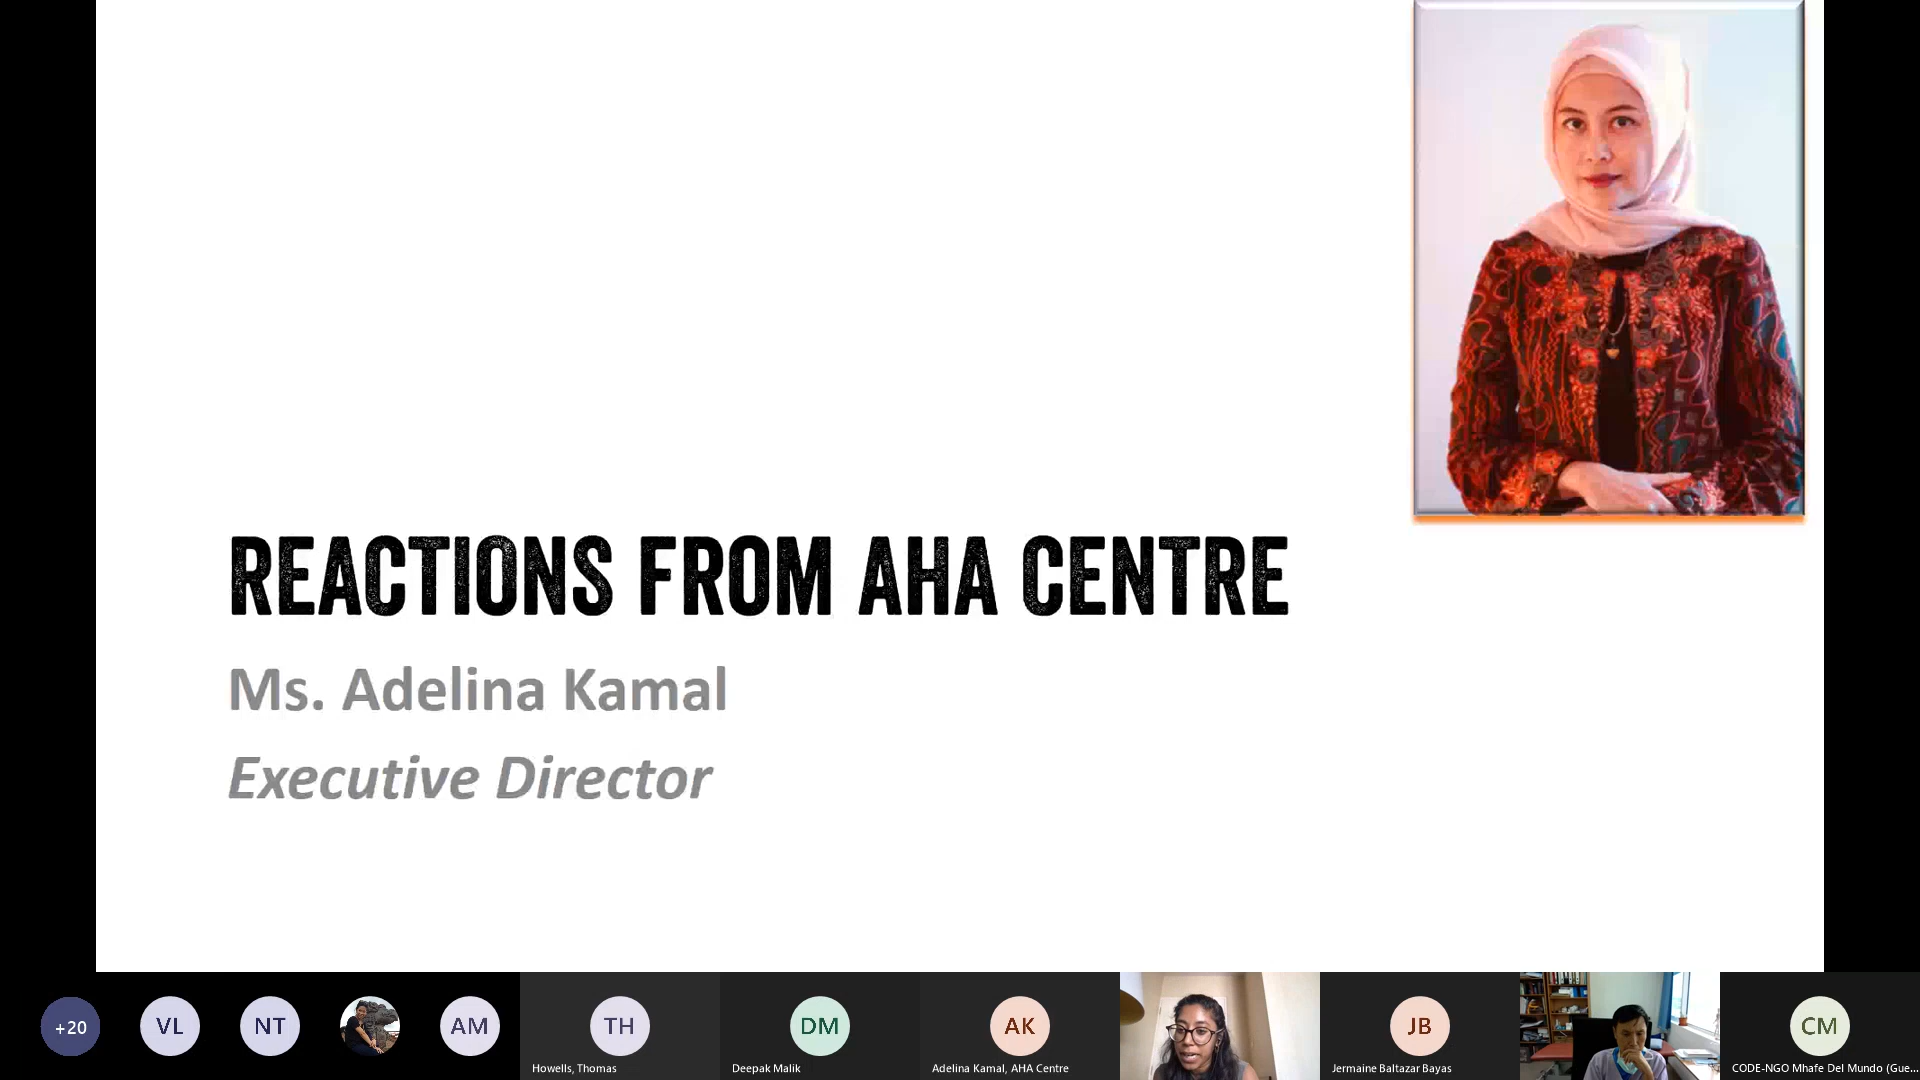 REACTIONS FROM AHA CENTRE
Ms. Adelina Kamal
Executive Director
+20
VL
NT
AM
TH
DM
AK
JB
CM
Howells, Thomas
Deepak Malik
Adelina Kamal, AHA Centre
Jermaine Baltazar Bayas
CODE-NGO Mhafe Del Mundo (Gue...